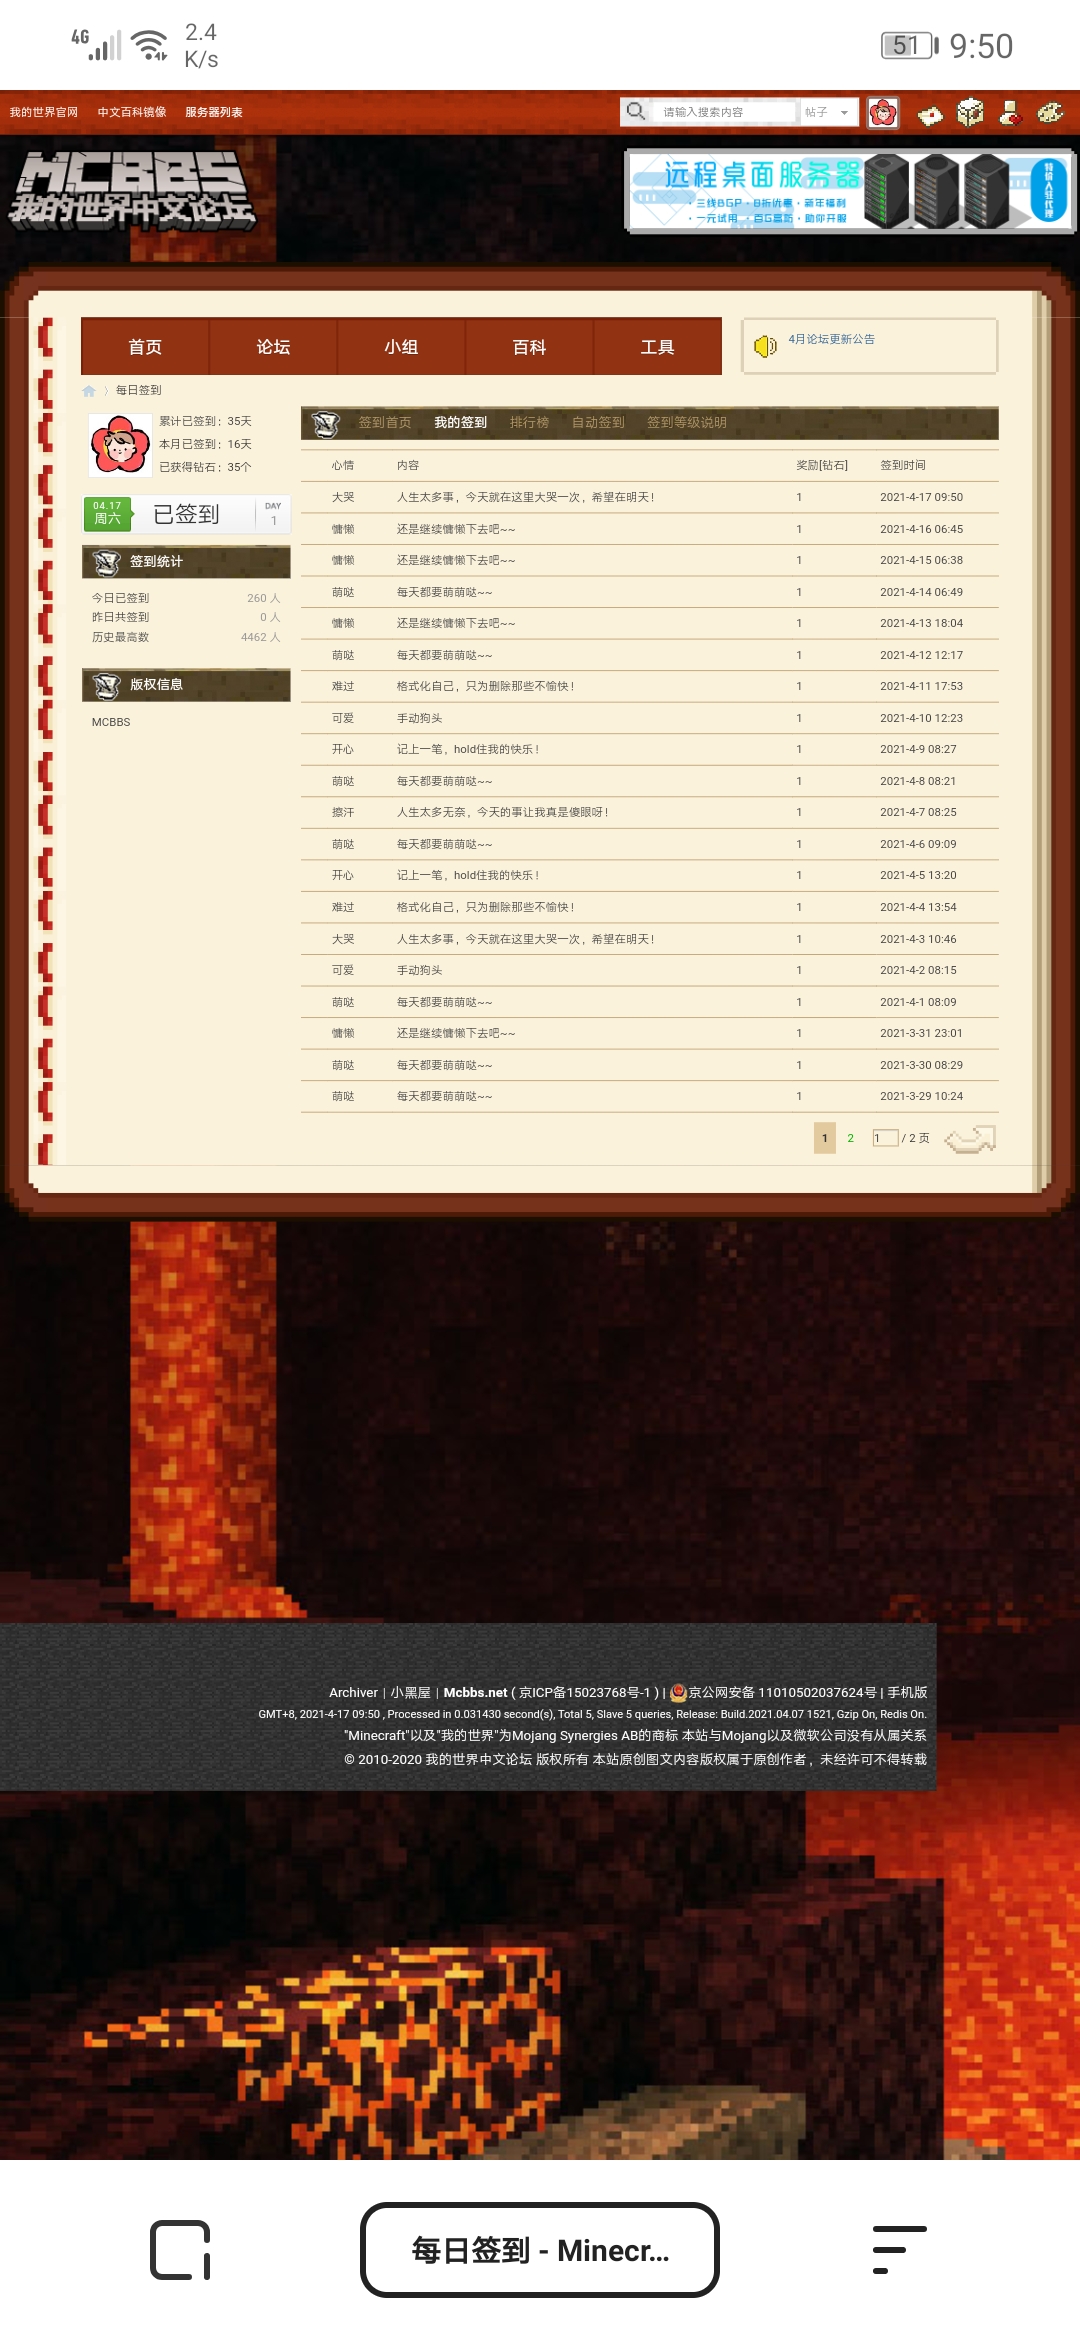 4G 2.4 K/s 51 9:50
我的世界官网 中文百科镜像 服务器列表 请输入搜索内容 帖子
MCBBS
我的世界中文论坛
远程桌面服务器
·三线BGP ·8折优惠 ·新年福利
·一元试用 ·百G高防 ·助你开服
特价入驻代理
首页 论坛 小组 百科 工具
4月论坛更新公告
每日签到
累计已签到：35天
本月已签到：16天
已获得钻石：35个
04.17 周六 已签到 DAY 1
签到统计
今日已签到 260 人
昨日共签到 0 人
历史最高数 4462 人
版权信息
MCBBS
签到首页 我的签到 排行榜 自动签到 签到等级说明
心情 内容 奖励[钻石] 签到时间
大哭 人生太多事，今天就在这里大哭一次，希望在明天！ 1 2021-4-17 09:50
慵懒 还是继续慵懒下去吧~~ 1 2021-4-16 06:45
慵懒 还是继续慵懒下去吧~~ 1 2021-4-15 06:38
萌哒 每天都要萌萌哒~~ 1 2021-4-14 06:49
慵懒 还是继续慵懒下去吧~~ 1 2021-4-13 18:04
萌哒 每天都要萌萌哒~~ 1 2021-4-12 12:17
难过 格式化自己，只为删除那些不愉快！ 1 2021-4-11 17:53
可爱 手动狗头 1 2021-4-10 12:23
开心 记上一笔，hold住我的快乐！ 1 2021-4-9 08:27
萌哒 每天都要萌萌哒~~ 1 2021-4-8 08:21
擦汗 人生太多无奈，今天的事让我真是傻眼呀！ 1 2021-4-7 08:25
萌哒 每天都要萌萌哒~~ 1 2021-4-6 09:09
开心 记上一笔，hold住我的快乐！ 1 2021-4-5 13:20
难过 格式化自己，只为删除那些不愉快！ 1 2021-4-4 13:54
大哭 人生太多事，今天就在这里大哭一次，希望在明天！ 1 2021-4-3 10:46
可爱 手动狗头 1 2021-4-2 08:15
萌哒 每天都要萌萌哒~~ 1 2021-4-1 08:09
慵懒 还是继续慵懒下去吧~~ 1 2021-3-31 23:01
萌哒 每天都要萌萌哒~~ 1 2021-3-30 08:29
萌哒 每天都要萌萌哒~~ 1 2021-3-29 10:24
1 2 1 / 2 页
Archiver | 小黑屋 | Mcbbs.net ( 京ICP备15023768号-1 ) | 京公网安备 11010502037624号 | 手机版
GMT+8, 2021-4-17 09:50 , Processed in 0.031430 second(s), Total 5, Slave 5 queries, Release: Build.2021.04.07 1521, Gzip On, Redis On.
"Minecraft"以及"我的世界"为Mojang Synergies AB的商标 本站与Mojang以及微软公司没有从属关系
© 2010-2020 我的世界中文论坛 版权所有 本站原创图文内容版权属于原创作者，未经许可不得转载
每日签到 - Minecr...